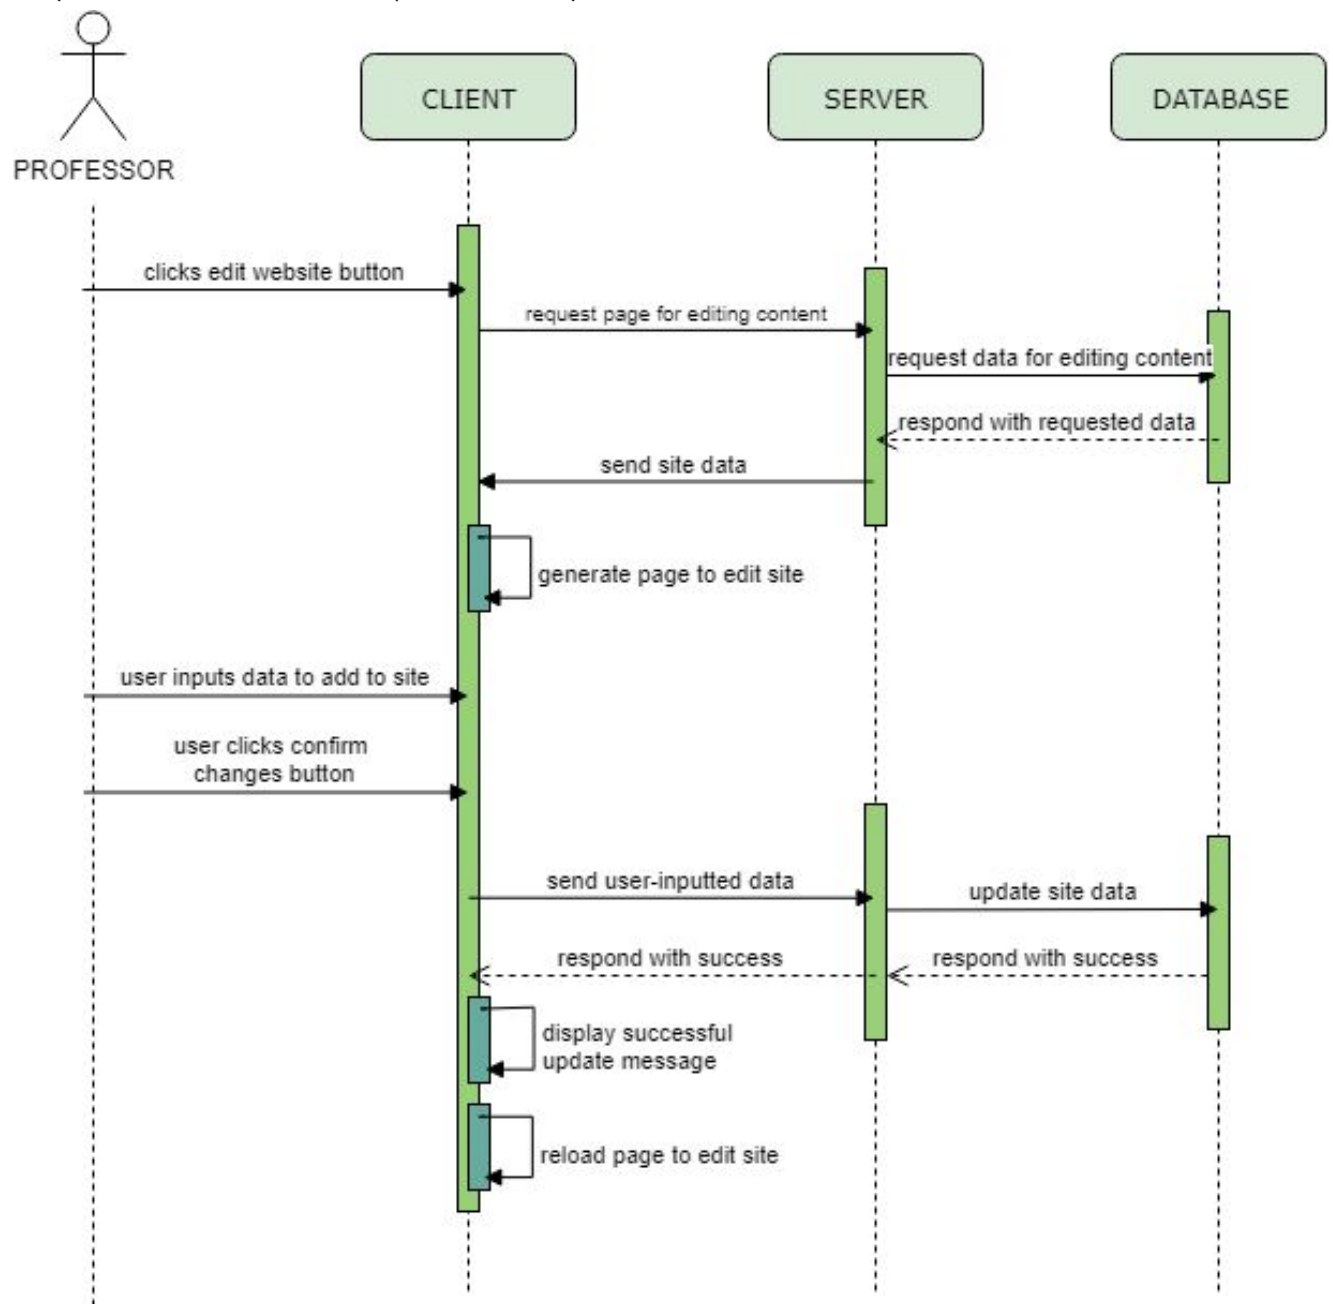 PROFESSOR
CLIENT
SERVER
DATABASE
clicks edit website button
request page for editing content
request data for editing content
respond with requested data
send site data
generate page to edit site
user inputs data to add to site
user clicks confirm
changes button
send user-inputted data
update site data
respond with success
respond with success
display successful
update message
reload page to edit site